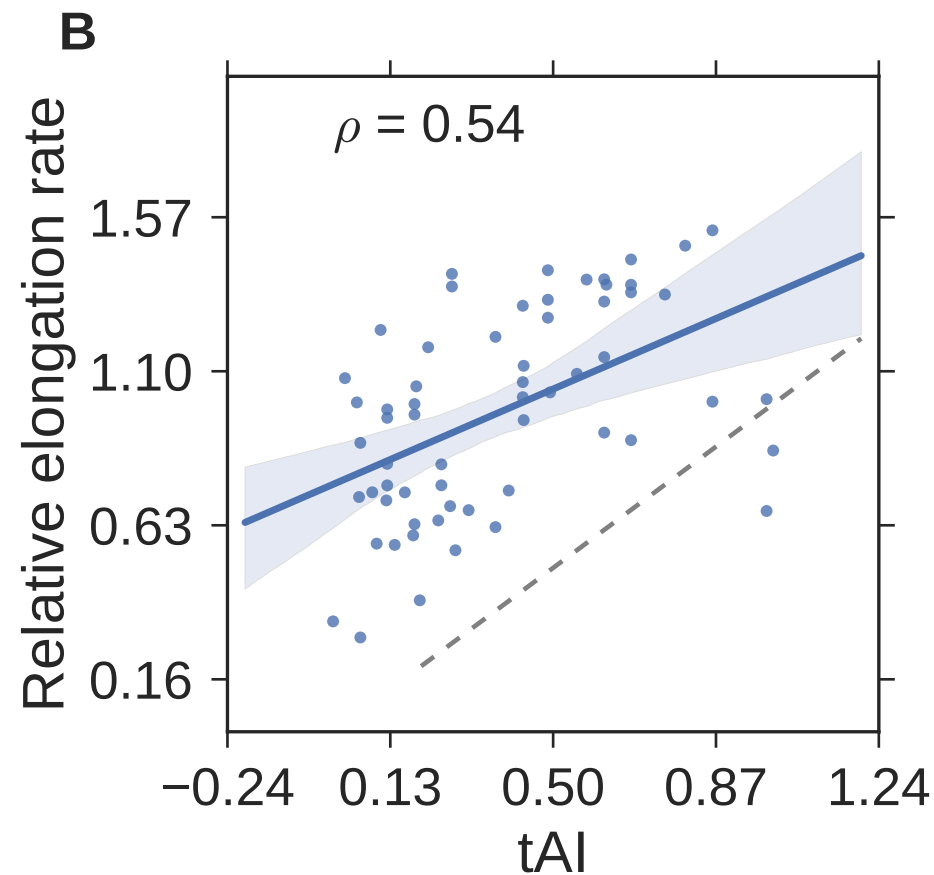 B
ρ = 0.54
Relative elongation rate
1.57
1.10
0.63
0.16
−0.24 0.13 0.50 0.87 1.24
tAI